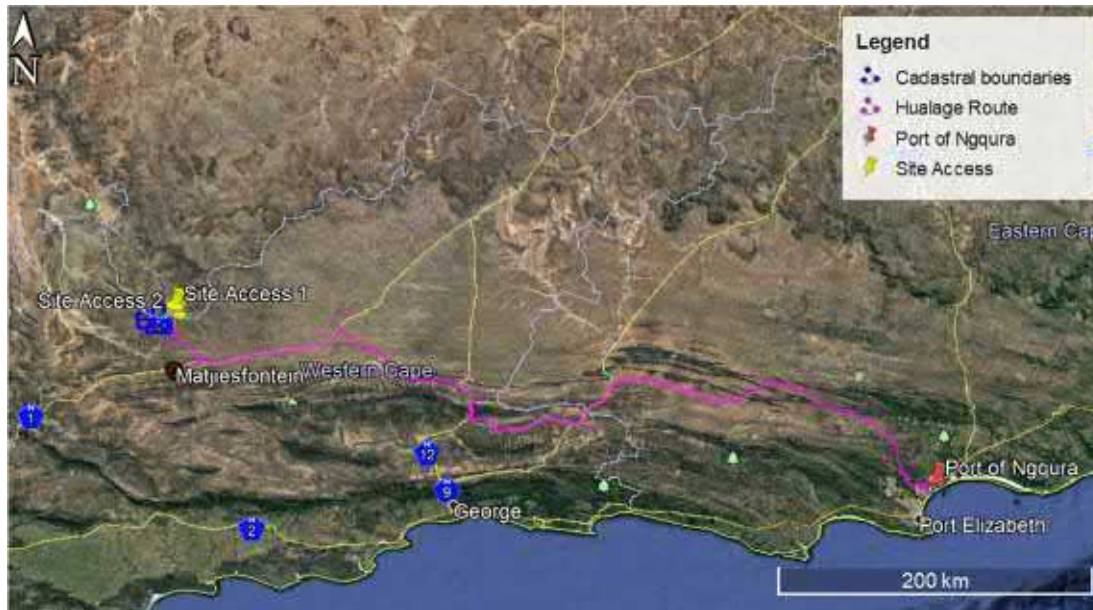 N
Legend
Cadastral boundaries
Hualage Route
Port of Ngqura
Site Access
Eastern Cap
Site Access 2
Site Access 1
Matjiesfontein
Western Cape
N
1
N
12
N
9
George
N
2
Port of Ngqura
Port Elizabeth
200 km